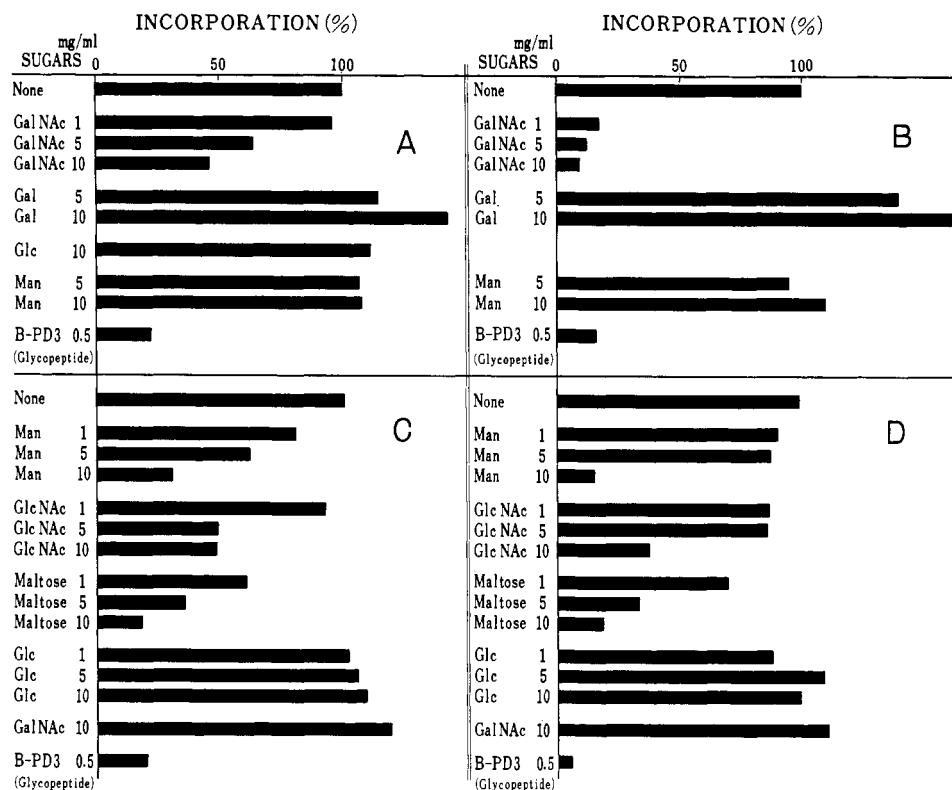 INCORPORATION (%)
mg/ml
SUGARS 0 50 100
None
GalNAc 1
GalNAc 5
GalNAc 10
Gal 5
Gal 10
Glc 10
Man 5
Man 10
B-PD3 0.5
(Glycopeptide)
A
INCORPORATION (%)
mg/ml
SUGARS 0 50 100
None
GalNAc 1
GalNAc 5
GalNAc 10
Gal 5
Gal 10
Man 5
Man 10
B-PD3 0.5
(Glycopeptide)
B
None
Man 1
Man 5
Man 10
GlcNAc 1
GlcNAc 5
GlcNAc 10
Maltose 1
Maltose 5
Maltose 10
Glc 1
Glc 5
Glc 10
GalNAc 10
B-PD3 0.5
(Glycopeptide)
C
None
Man 1
Man 5
Man 10
GlcNAc 1
GlcNAc 5
GlcNAc 10
Maltose 1
Maltose 5
Maltose 10
Glc 1
Glc 5
Glc 10
GalNAc 10
B-PD3 0.5
(Glycopeptide)
D